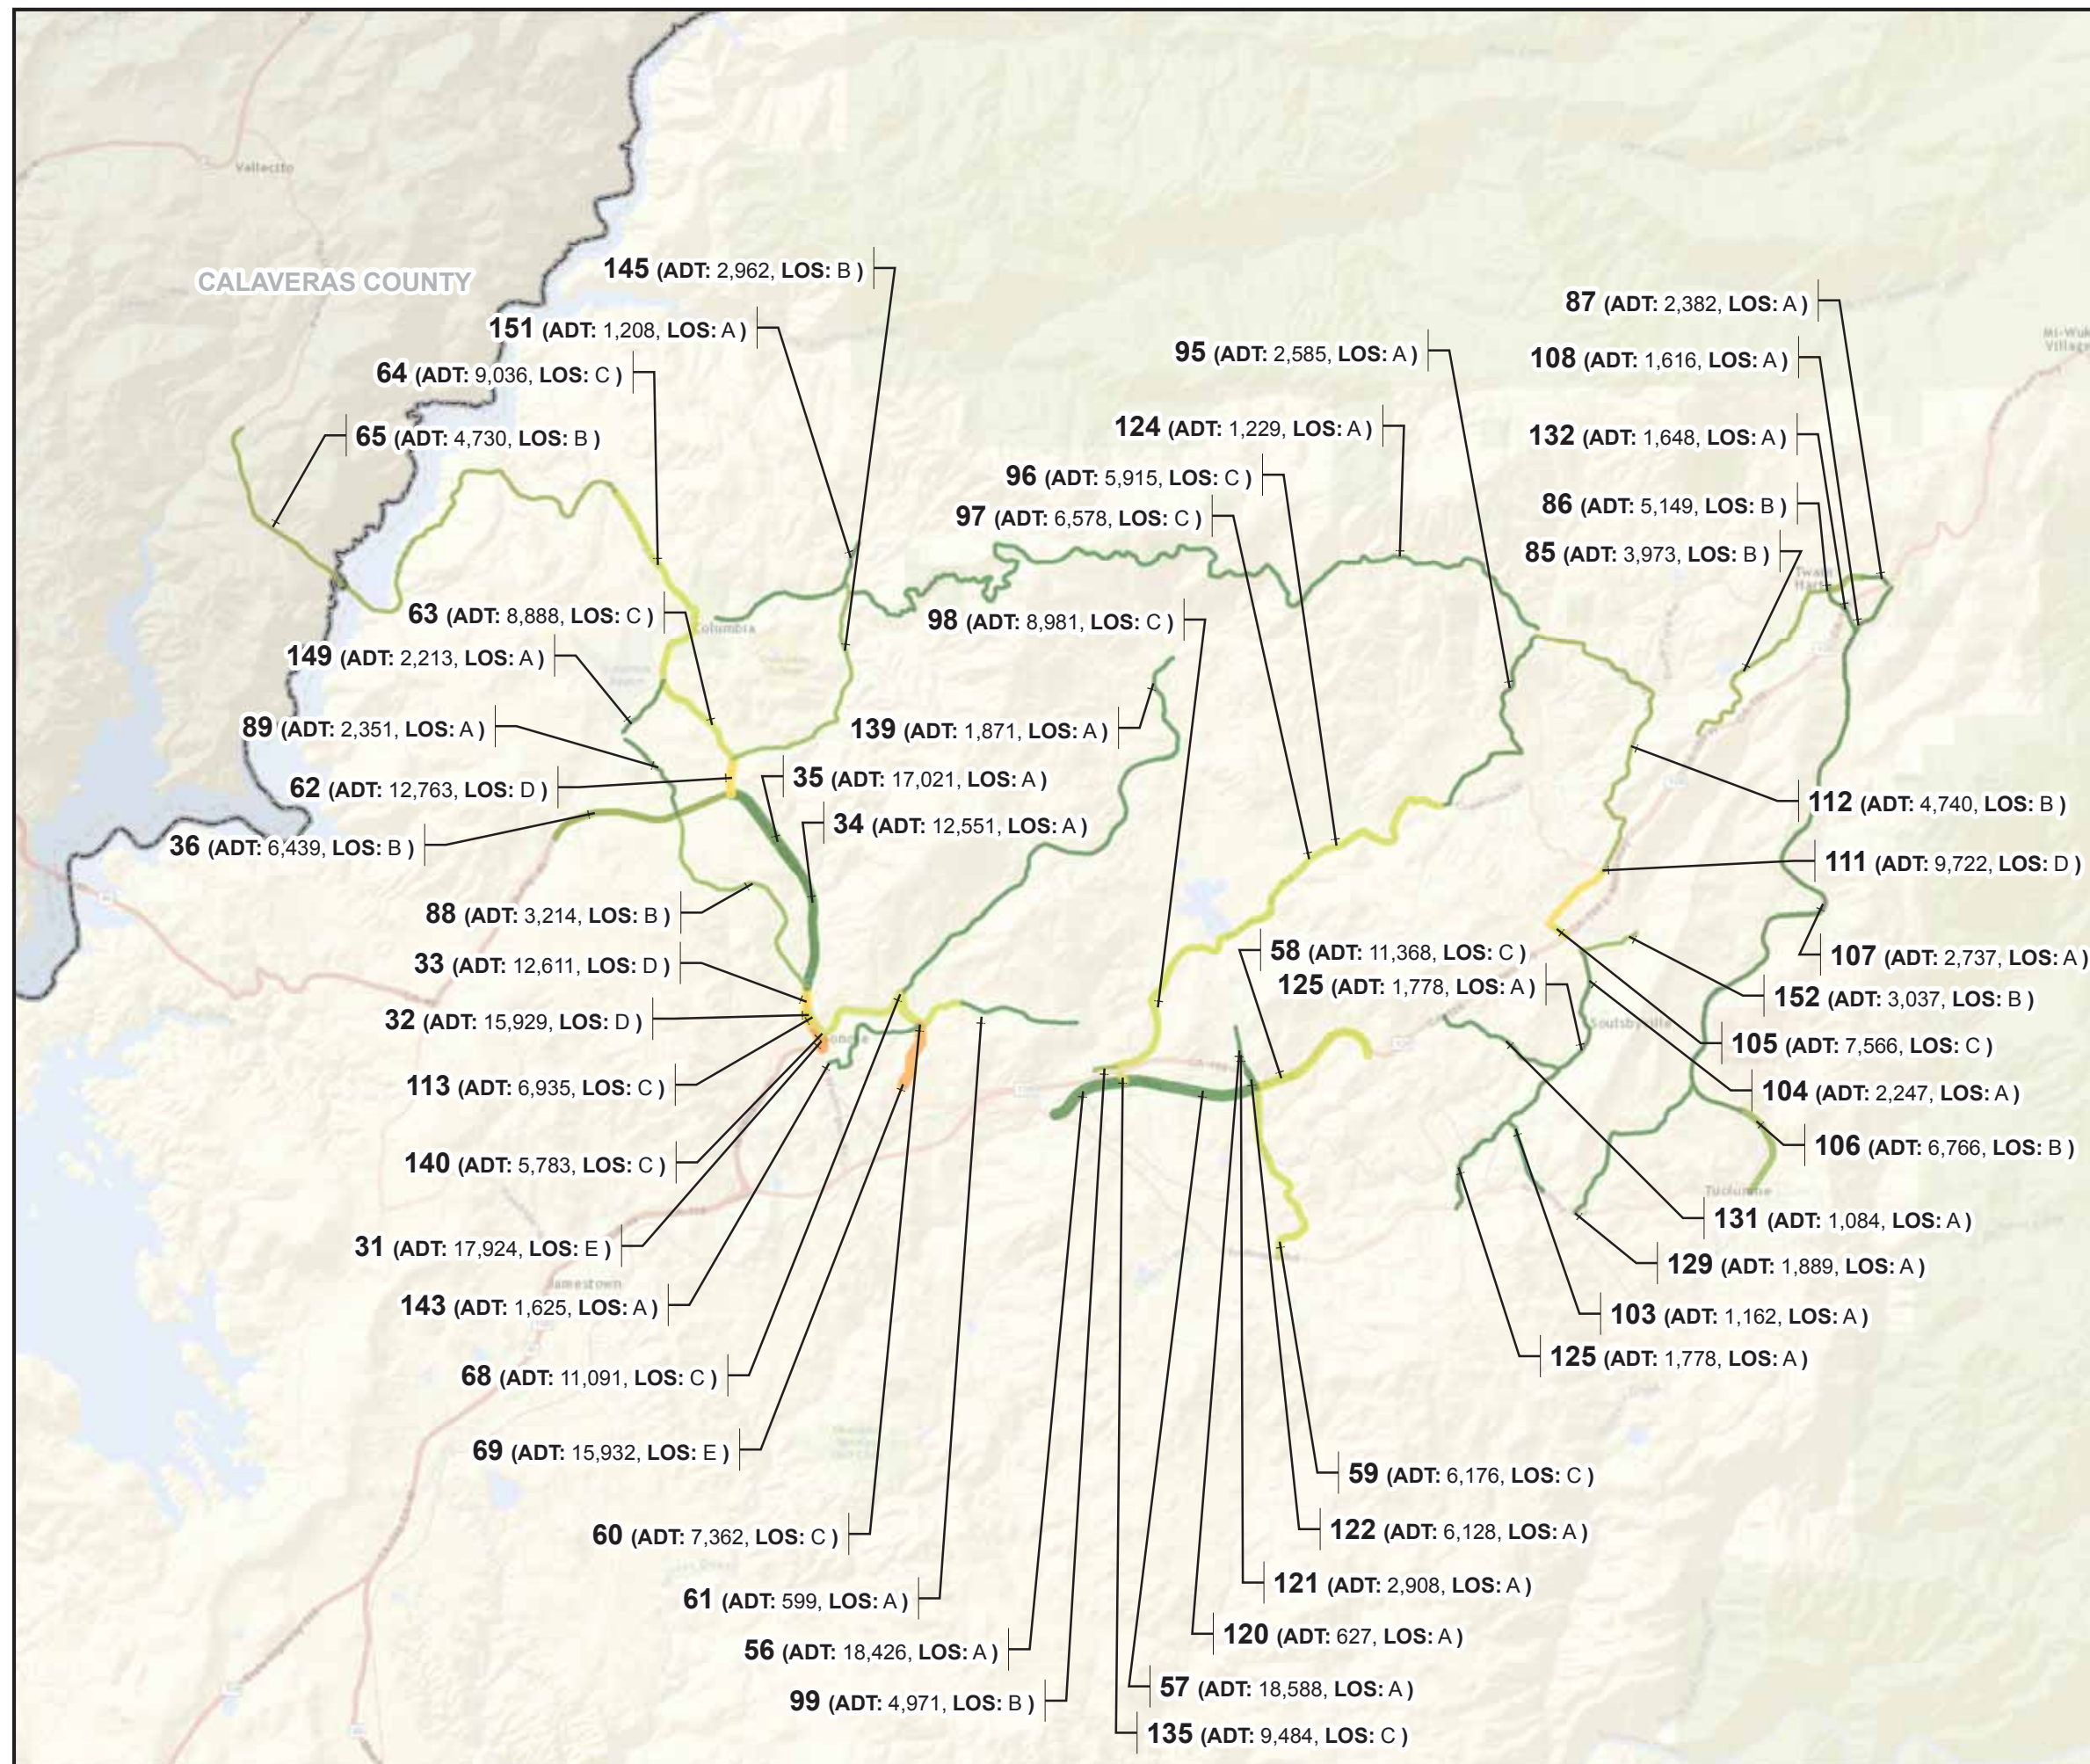 Vallecito
CALAVERAS COUNTY
145 (ADT: 2,962, LOS: B )
87 (ADT: 2,382, LOS: A )
151 (ADT: 1,208, LOS: A )
Mi-Wuk
Village
95 (ADT: 2,585, LOS: A )
108 (ADT: 1,616, LOS: A )
64 (ADT: 9,036, LOS: C )
65 (ADT: 4,730, LOS: B )
124 (ADT: 1,229, LOS: A )
132 (ADT: 1,648, LOS: A )
96 (ADT: 5,915, LOS: C )
86 (ADT: 5,149, LOS: B )
97 (ADT: 6,578, LOS: C )
85 (ADT: 3,973, LOS: B )
63 (ADT: 8,888, LOS: C )
Columbia
98 (ADT: 8,981, LOS: C )
149 (ADT: 2,213, LOS: A )
89 (ADT: 2,351, LOS: A )
139 (ADT: 1,871, LOS: A )
62 (ADT: 12,763, LOS: D )
35 (ADT: 17,021, LOS: A )
112 (ADT: 4,740, LOS: B )
34 (ADT: 12,551, LOS: A )
36 (ADT: 6,439, LOS: B )
111 (ADT: 9,722, LOS: D )
88 (ADT: 3,214, LOS: B )
58 (ADT: 11,368, LOS: C )
107 (ADT: 2,737, LOS: A )
33 (ADT: 12,611, LOS: D )
125 (ADT: 1,778, LOS: A )
152 (ADT: 3,037, LOS: B )
32 (ADT: 15,929, LOS: D )
Soulsbyville
105 (ADT: 7,566, LOS: C )
113 (ADT: 6,935, LOS: C )
104 (ADT: 2,247, LOS: A )
106 (ADT: 6,766, LOS: B )
140 (ADT: 5,783, LOS: C )
Tuolumne
131 (ADT: 1,084, LOS: A )
31 (ADT: 17,924, LOS: E )
129 (ADT: 1,889, LOS: A )
Jamestown
143 (ADT: 1,625, LOS: A )
103 (ADT: 1,162, LOS: A )
125 (ADT: 1,778, LOS: A )
68 (ADT: 11,091, LOS: C )
69 (ADT: 15,932, LOS: E )
59 (ADT: 6,176, LOS: C )
60 (ADT: 7,362, LOS: C )
122 (ADT: 6,128, LOS: A )
121 (ADT: 2,908, LOS: A )
61 (ADT: 599, LOS: A )
120 (ADT: 627, LOS: A )
56 (ADT: 18,426, LOS: A )
57 (ADT: 18,588, LOS: A )
99 (ADT: 4,971, LOS: B )
135 (ADT: 9,484, LOS: C )